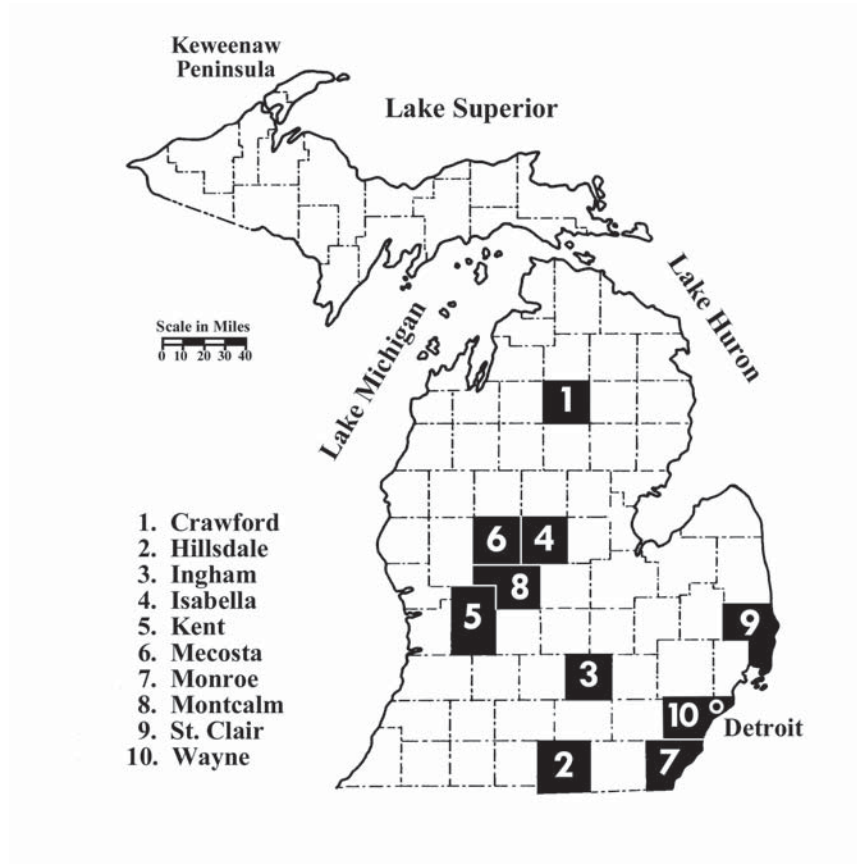 Keweenaw
Peninsula
Lake Superior
Lake Huron
Scale in Miles
0 10 20 30 40
Lake Michigan
1
1. Crawford
2. Hillsdale
3. Ingham
4. Isabella
5. Kent
6. Mecosta
7. Monroe
8. Montcalm
9. St. Clair
10. Wayne
6 4
8
5
9
3
10
Detroit
2
7